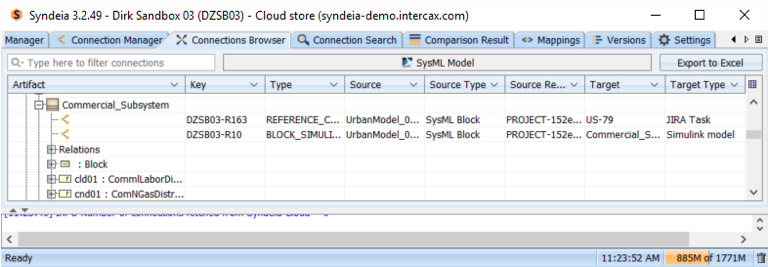 Syndeia 3.2.49 - Dirk Sandbox 03 (DZSB03) - Cloud store (syndeia-demo.intercax.com)
Manager Connection Manager Connections Browser Connection Search Comparison Result Mappings Versions Settings
Type here to filter connections SysML Model Export to Excel
Artifact Key Type Source Source Type Source Re... Target Target Type
Commercial_Subsystem
DZSB03-R163 REFERENCE_C... UrbanModel_0... SysML Block PROJECT-152e... US-79 JIRA Task
DZSB03-R10 BLOCK_SIMULI... UrbanModel_0... SysML Block PROJECT-152e... Commercial_S... Simulink model
Relations
: Block
cld01 : CommlLaborDi...
cnd01 : ComNGasDistr...
Ready 11:23:52 AM 885M of 1771M